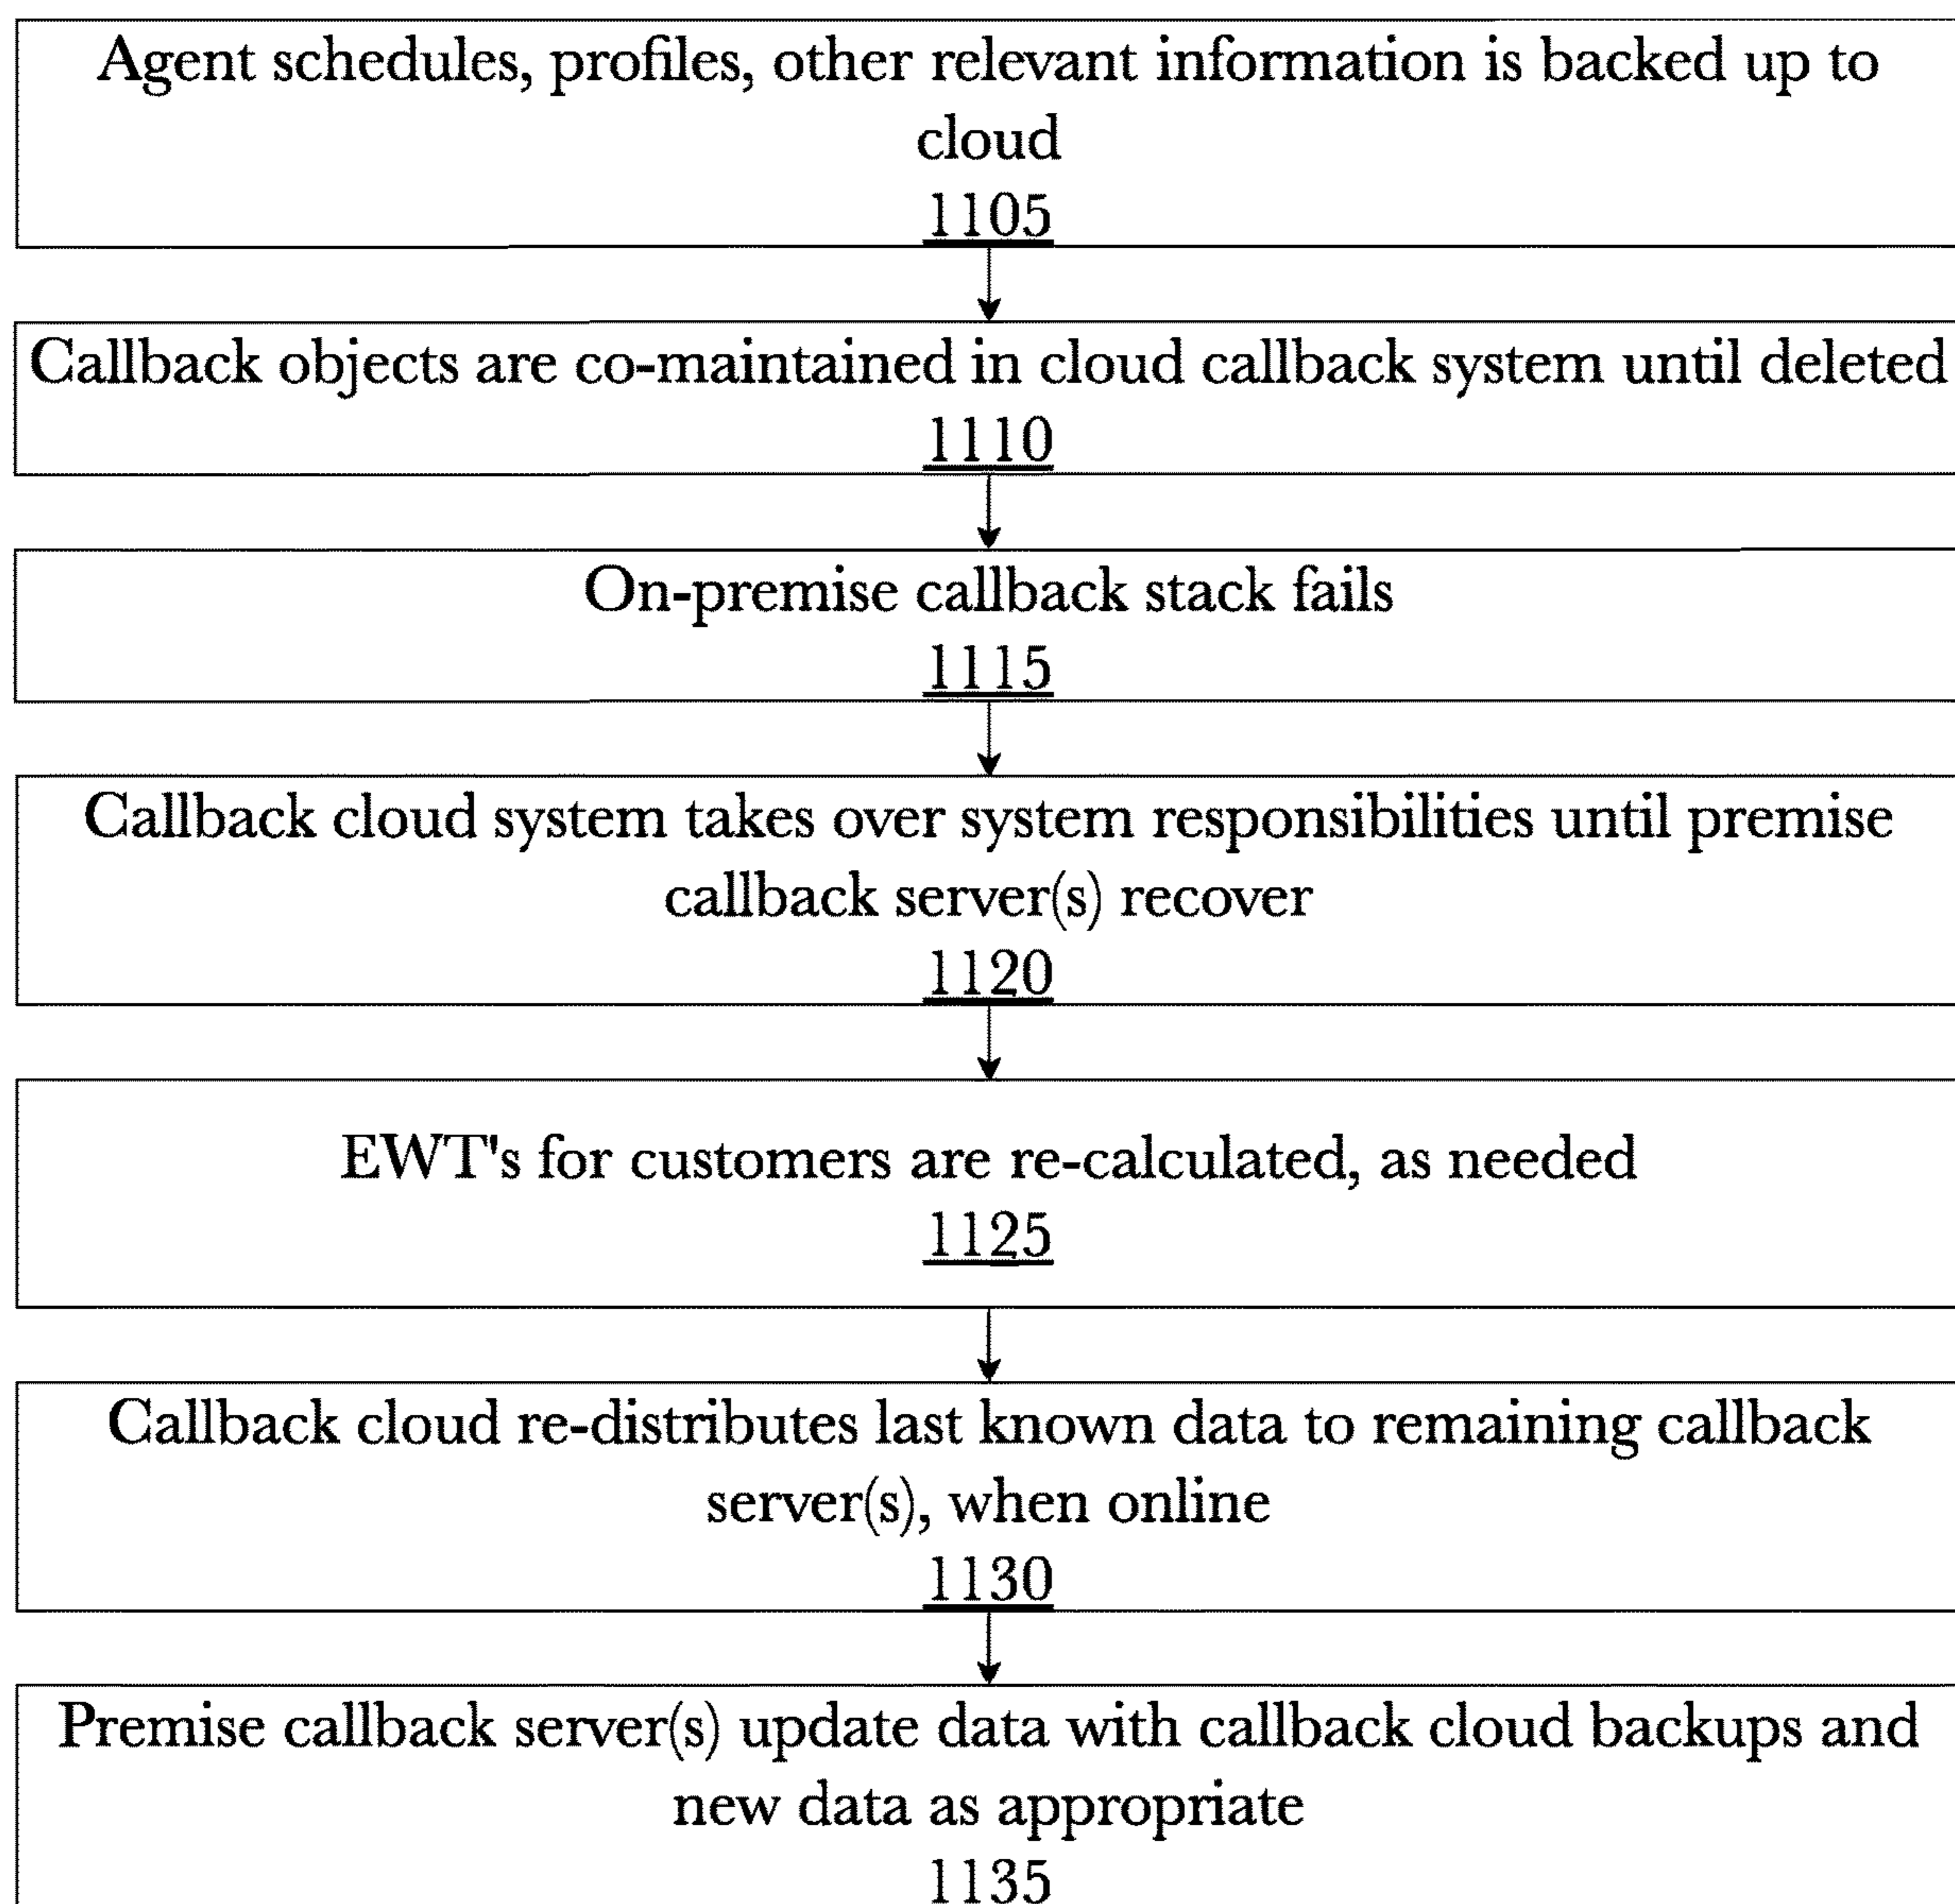 Agent schedules, profiles, other relevant information is backed up to
cloud
1105
Callback objects are co-maintained in cloud callback system until deleted
1110
On-premise callback stack fails
1115
Callback cloud system takes over system responsibilities until premise
callback server(s) recover
1120
EWT's for customers are re-calculated, as needed
1125
Callback cloud re-distributes last known data to remaining callback
server(s), when online
1130
Premise callback server(s) update data with callback cloud backups and
new data as appropriate
1135